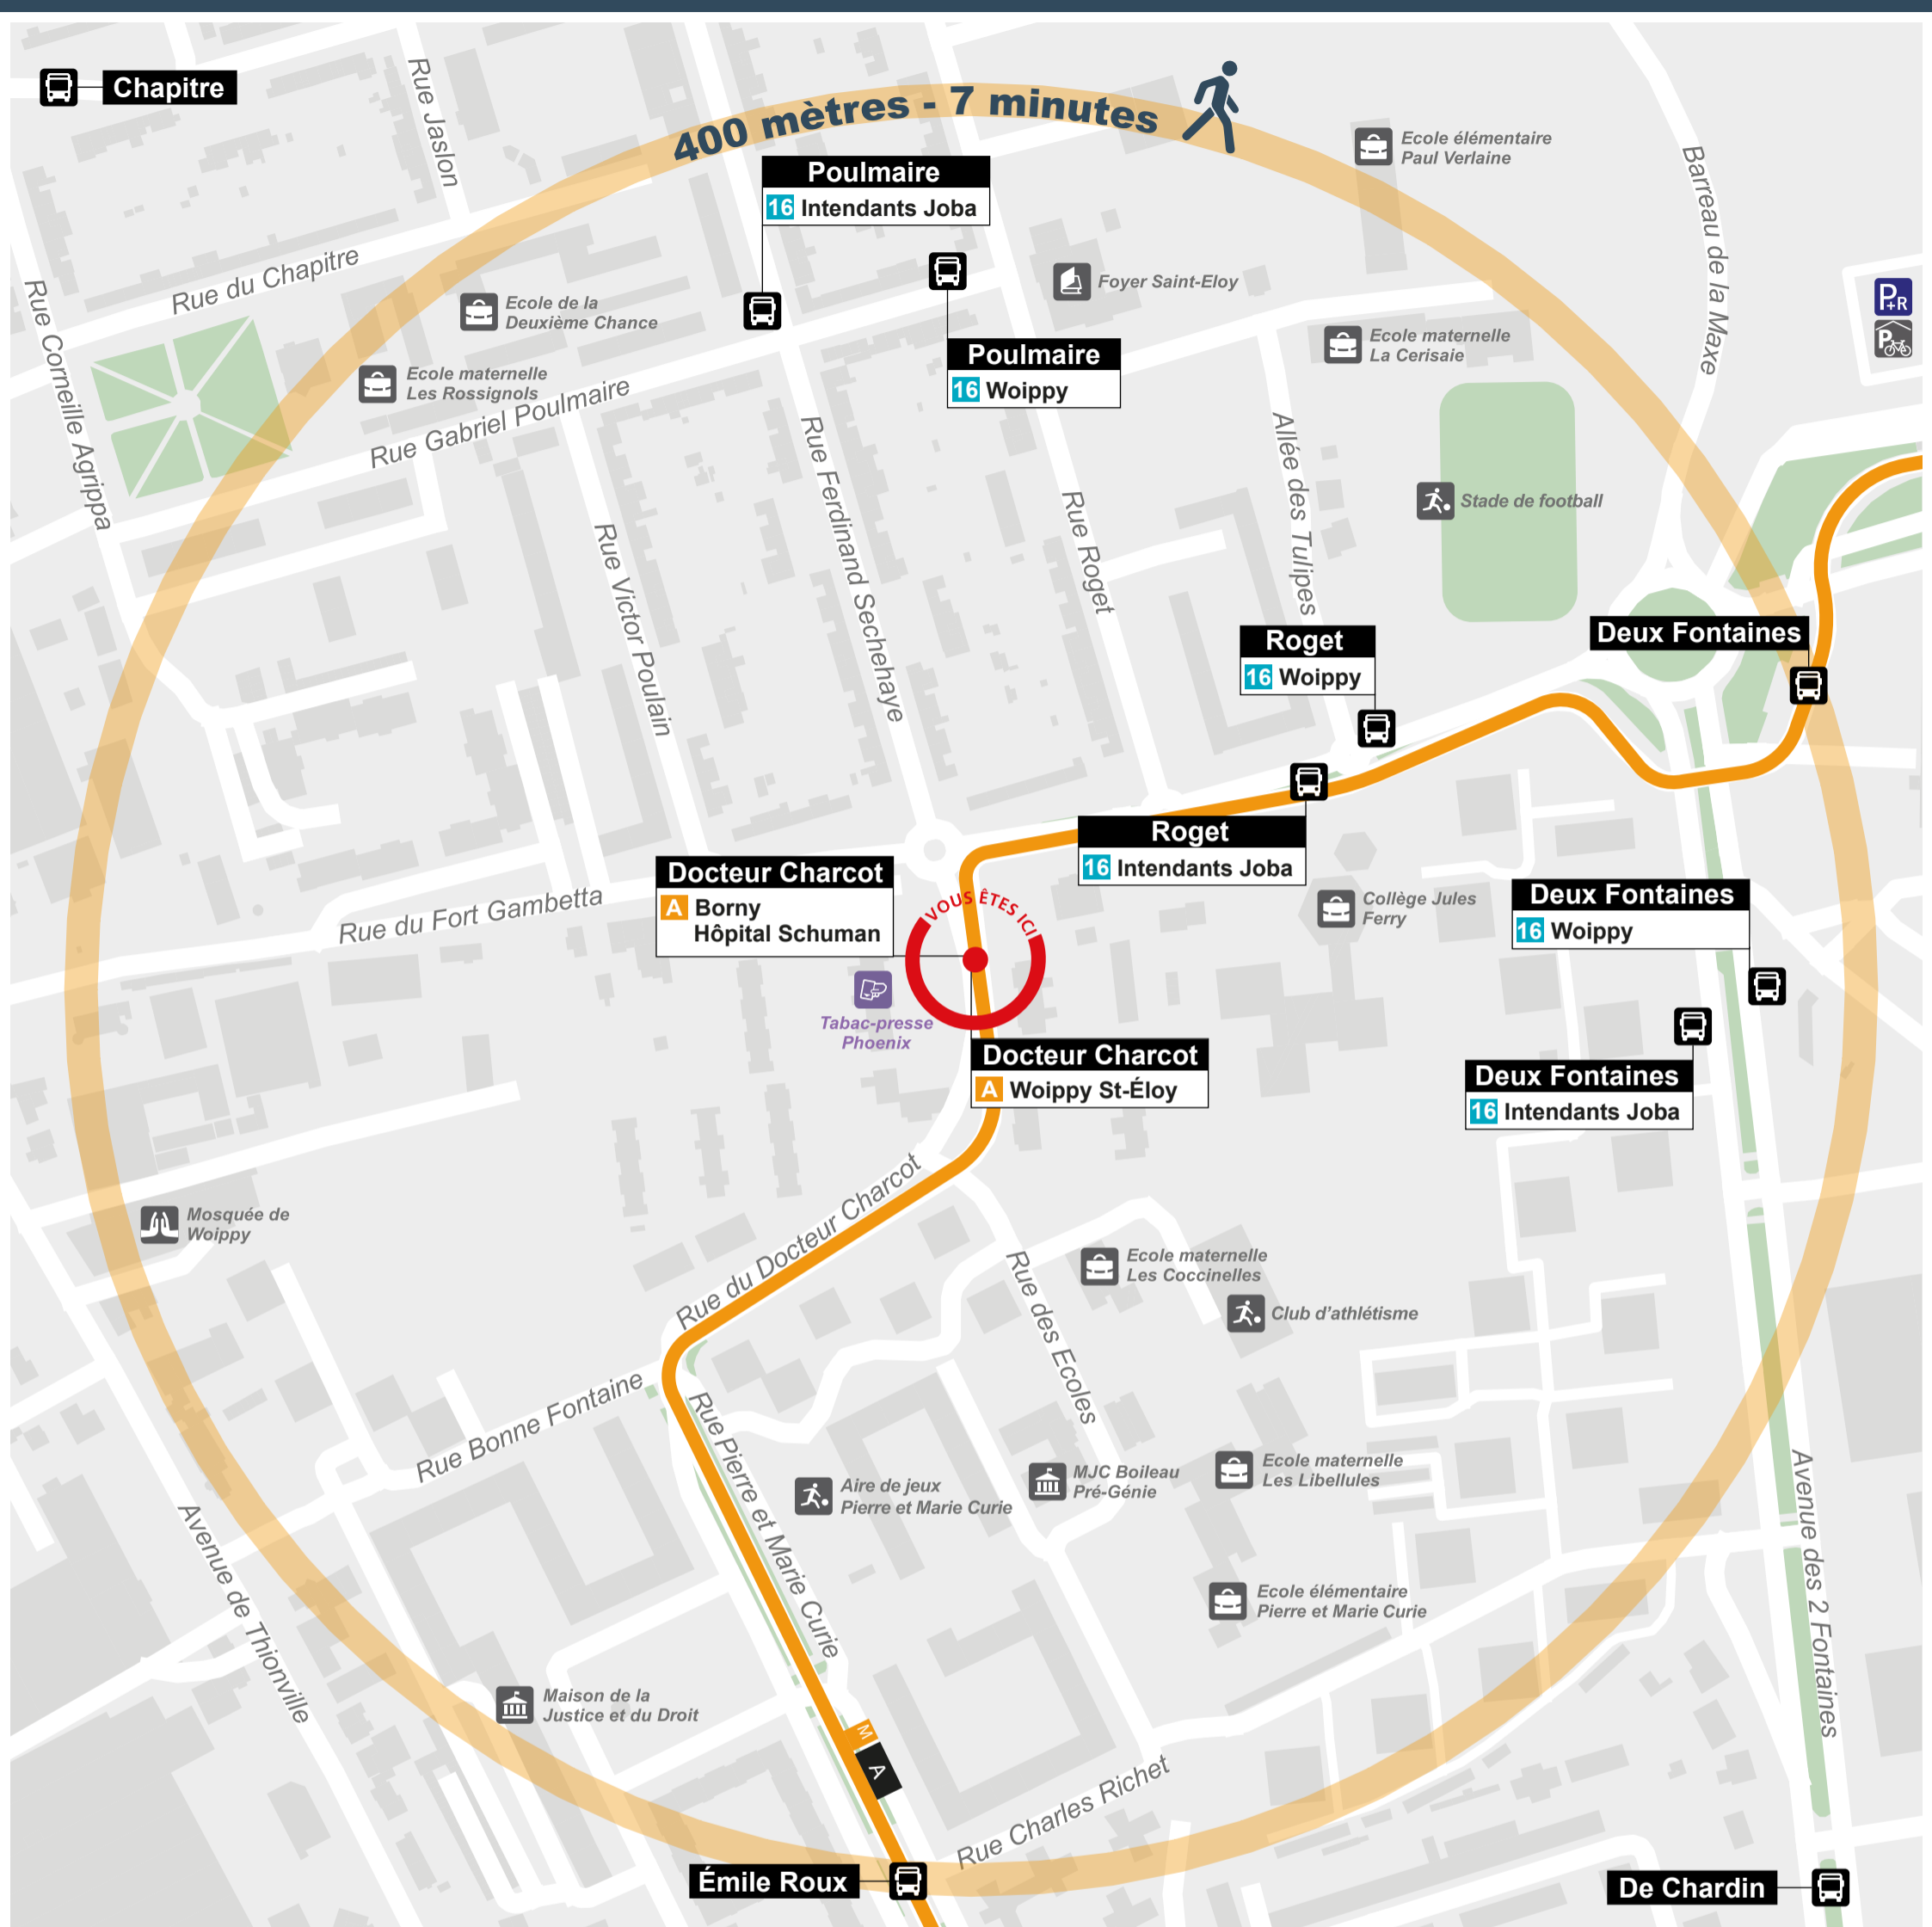 400 mètres - 7 minutes
Chapitre
Rue Jaslon
Poulmaire
16 Intendants Joba
Ecole élémentaire
Paul Verlaine
Barreau de la Maxe
Rue du Chapitre
Rue Corneille Agrippa
Ecole de la
Deuxième Chance
Foyer Saint-Eloy
P+R
P
Poulmaire
16 Woippy
Ecole maternelle
La Cerisaie
Ecole maternelle
Les Rossignols
Rue Gabriel Poulmaire
Rue Ferdinand Sechehaye
Allée des Tulipes
Rue Roget
Stade de football
Rue Victor Poulain
Roget
16 Woippy
Deux Fontaines
Roget
16 Intendants Joba
Docteur Charcot
A Borny
Hôpital Schuman
VOUS ÊTES ICI
Rue du Fort Gambetta
Collège Jules
Ferry
Deux Fontaines
16 Woippy
Tabac-presse
Phoenix
Docteur Charcot
A Woippy St-Éloy
Deux Fontaines
16 Intendants Joba
Mosquée de
Woippy
Rue du Docteur Charcot
Ecole maternelle
Les Coccinelles
Rue des Ecoles
Club d'athlétisme
Rue Bonne Fontaine
Rue Pierre et Marie Curie
Aire de jeux
Pierre et Marie Curie
MJC Boileau
Pré-Génie
Ecole maternelle
Les Libellules
Avenue des 2 Fontaines
Avenue de Thionville
Ecole élémentaire
Pierre et Marie Curie
Maison de la
Justice et du Droit
M
A
Rue Charles Richet
Émile Roux
De Chardin